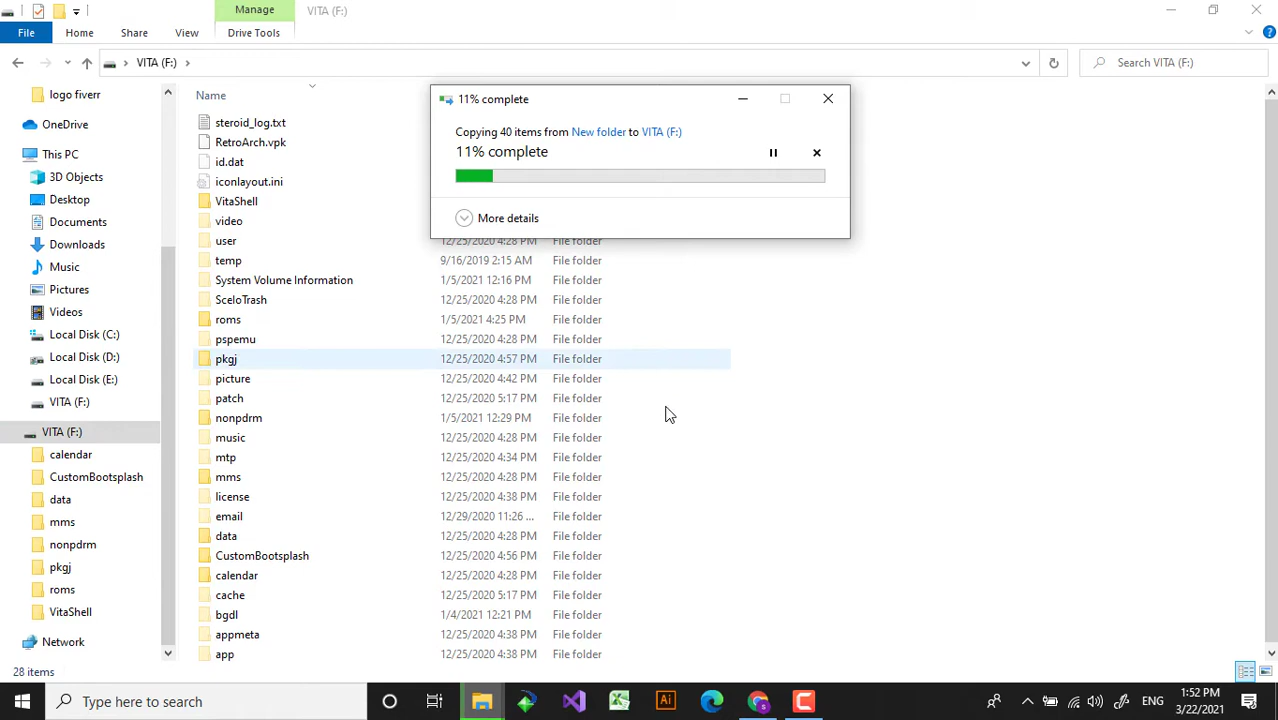 Manage
VITA (F:)
File
Home
Share
View
Drive Tools
VITA (F:)
Search VITA (F:)
logo fiverr
OneDrive
This PC
3D Objects
Desktop
Documents
Downloads
Music
Pictures
Videos
Local Disk (C:)
Local Disk (D:)
Local Disk (E:)
VITA (F:)
VITA (F:)
calendar
CustomBootsplash
data
mms
nonpdrm
pkgj
roms
VitaShell
Network
Name
steroid_log.txt
RetroArch.vpk
id.dat
iconlayout.ini
VitaShell
video
user 12/25/2020 4:28 PM File folder
temp 9/16/2019 2:15 AM File folder
System Volume Information 1/5/2021 12:16 PM File folder
SceIoTrash 12/25/2020 4:28 PM File folder
roms 1/5/2021 4:25 PM File folder
pspemu 12/25/2020 4:28 PM File folder
pkgj 12/25/2020 4:57 PM File folder
picture 12/25/2020 4:42 PM File folder
patch 12/25/2020 5:17 PM File folder
nonpdrm 1/5/2021 12:29 PM File folder
music 12/25/2020 4:28 PM File folder
mtp 12/25/2020 4:34 PM File folder
mms 12/25/2020 4:28 PM File folder
license 12/25/2020 4:38 PM File folder
email 12/29/2020 11:26 ... File folder
data 12/25/2020 4:28 PM File folder
CustomBootsplash 12/25/2020 4:56 PM File folder
calendar 12/25/2020 4:28 PM File folder
cache 12/25/2020 5:17 PM File folder
bgdl 1/4/2021 12:21 PM File folder
appmeta 12/25/2020 4:38 PM File folder
app 12/25/2020 4:38 PM File folder
11% complete
Copying 40 items from New folder to VITA (F:)
11% complete
More details
28 items
Type here to search
Ai
ENG
1:52 PM
3/22/2021